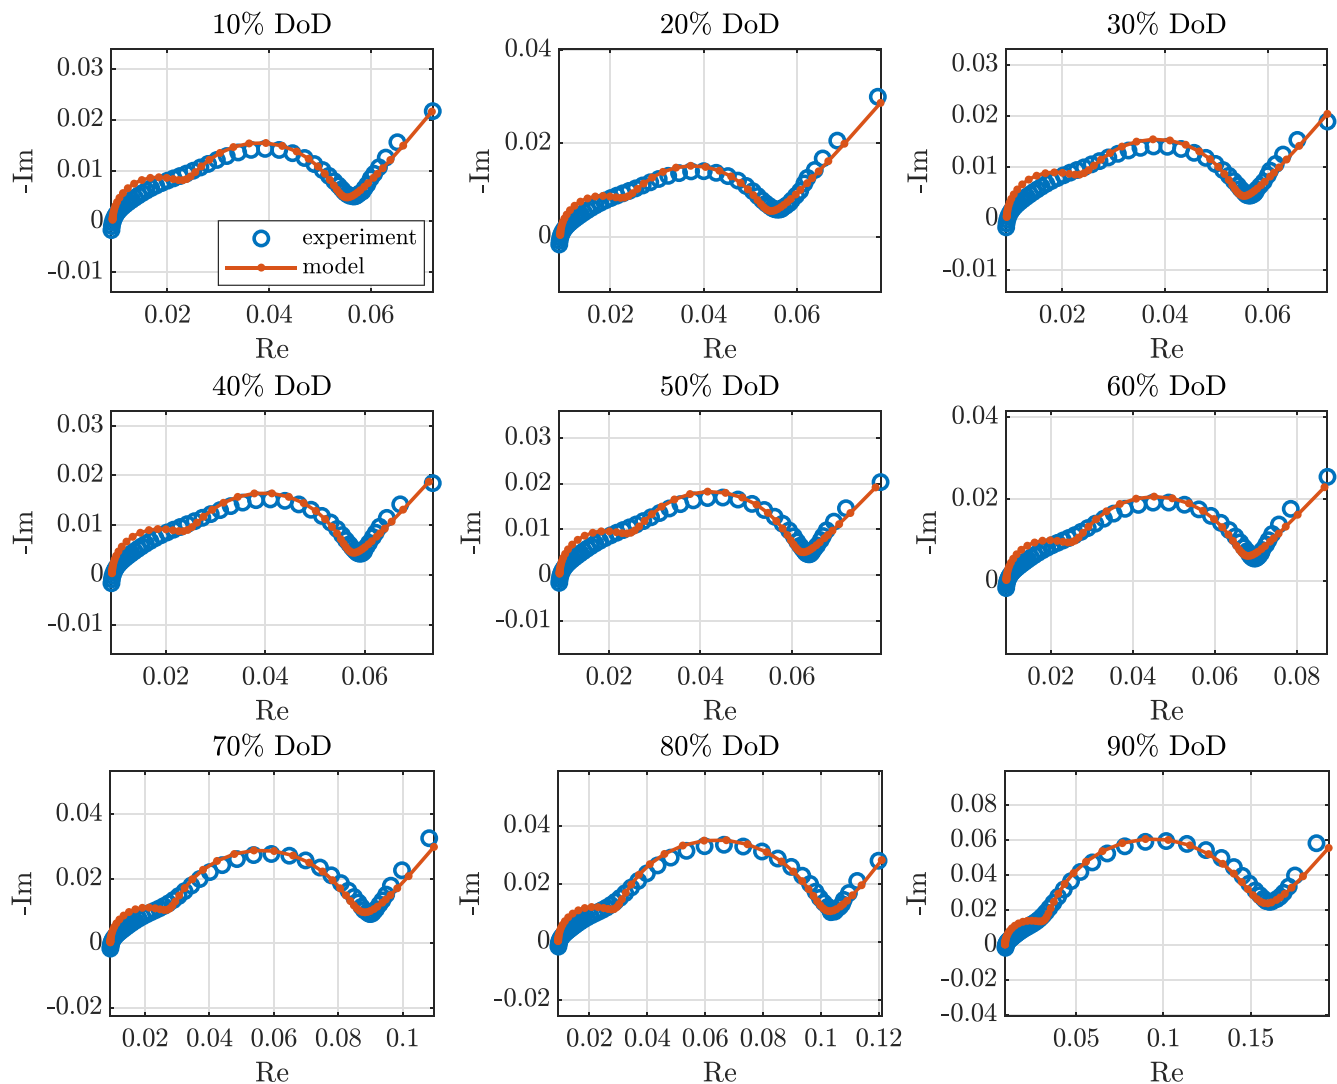 10% DoD
0.03
0.02
0.01
0
-0.01
-Im
experiment
model
0.02 0.04 0.06
Re
20% DoD
0.04
0.02
0
-Im
0.02 0.04 0.06
Re
30% DoD
0.03
0.02
0.01
0
-0.01
-Im
0.02 0.04 0.06
Re
40% DoD
0.03
0.02
0.01
0
-0.01
-Im
0.02 0.04 0.06
Re
50% DoD
0.03
0.02
0.01
0
-0.01
-Im
0.02 0.04 0.06
Re
60% DoD
0.04
0.02
0
-Im
0.02 0.04 0.06 0.08
Re
70% DoD
0.04
0.02
0
-0.02
-Im
0.02 0.04 0.06 0.08 0.1
Re
80% DoD
0.04
0.02
0
-0.02
-Im
0.02 0.04 0.06 0.08 0.1 0.12
Re
90% DoD
0.08
0.06
0.04
0.02
0
-0.02
-0.04
-Im
0.05 0.1 0.15
Re